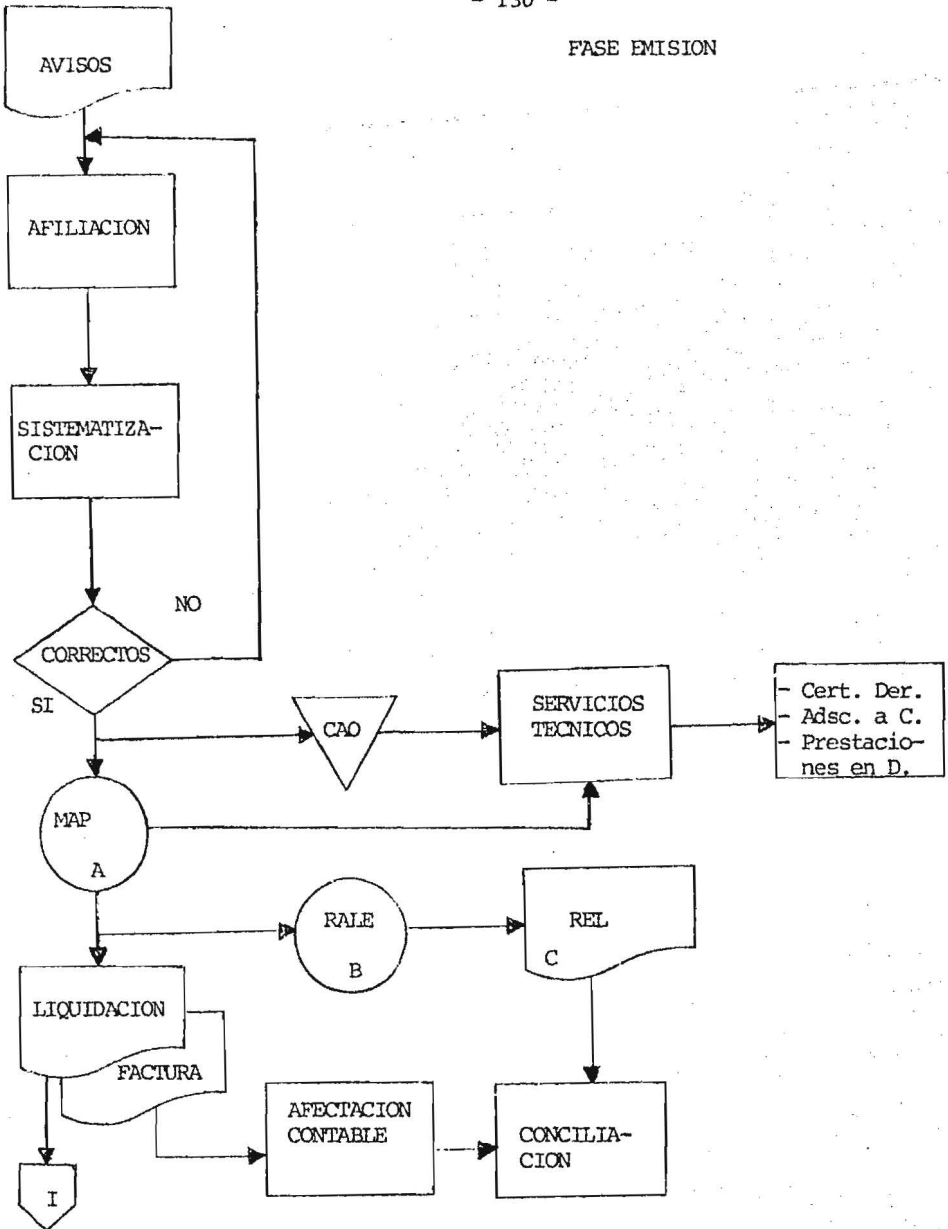 - 130 -
FASE EMISION
AVISOS
AFILIACION
SISTEMATIZA-
CION
NO
CORRECTOS
SI
CAO
SERVICIOS
TECNICOS
- Cert. Der.
- Adsc. a C.
- Prestacio-
nes en D.
MAP
A
RALE
B
REL
C
LIQUIDACION
FACTURA
AFECTACION
CONTABLE
CONCILIA-
CION
I